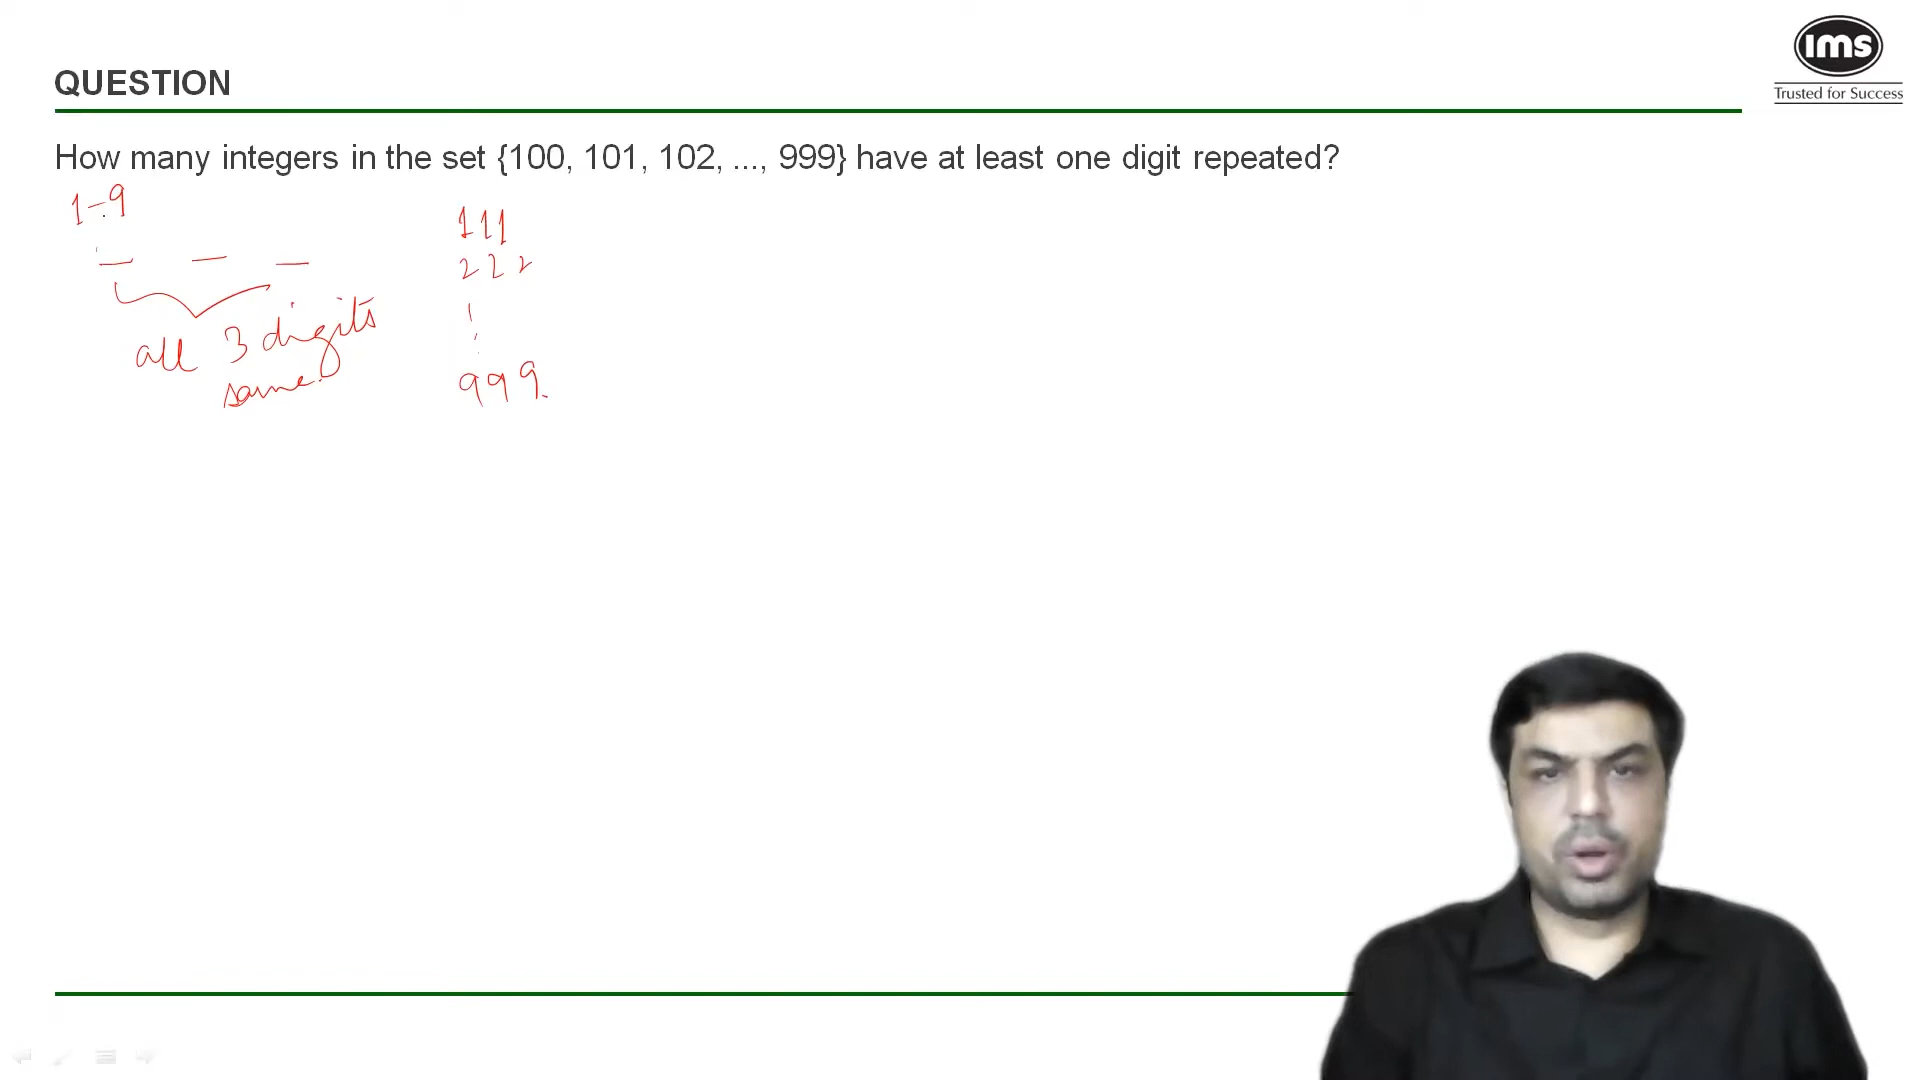 ims
Trusted for Success
QUESTION
How many integers in the set {100, 101, 102, ..., 999} have at least one digit repeated?
1-9
111
222
all 3 digits
same.
999.